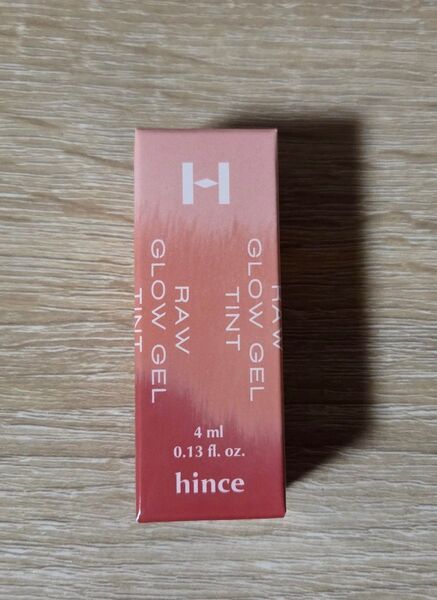 H
RAW
GLOW GEL
TINT
RAW
GLOW GEL
TINT
4 ml
0.13 fl. oz.
hince